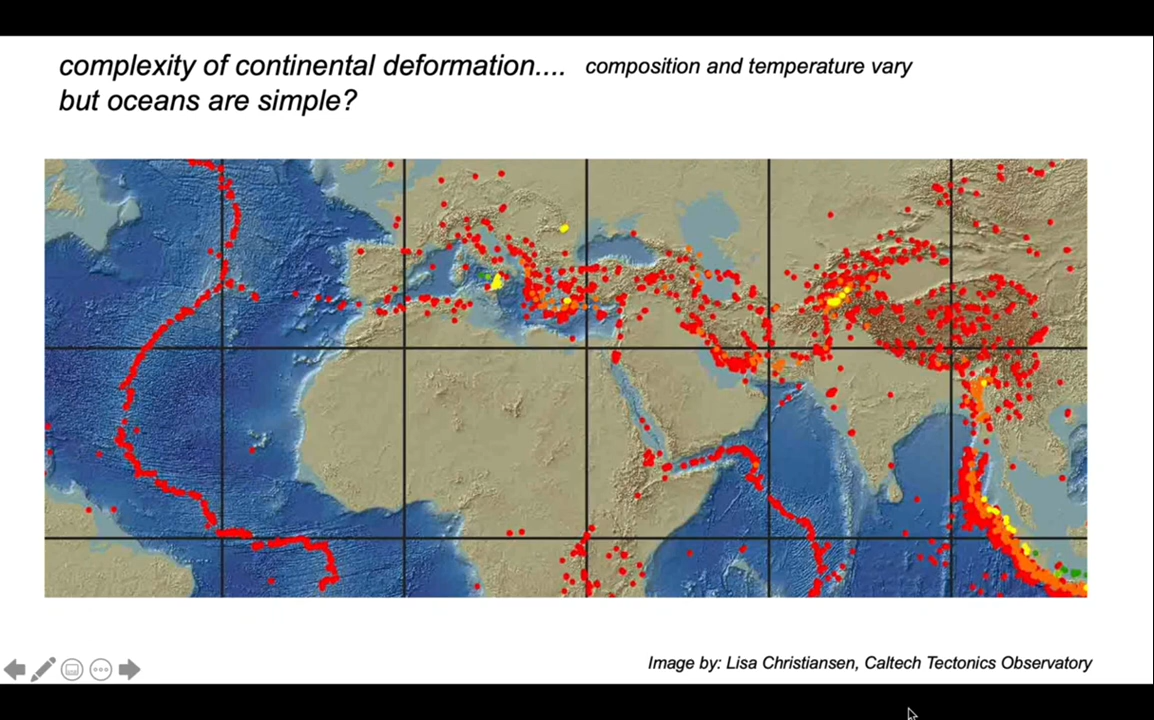 complexity of continental deformation.... composition and temperature vary
but oceans are simple?
Image by: Lisa Christiansen, Caltech Tectonics Observatory